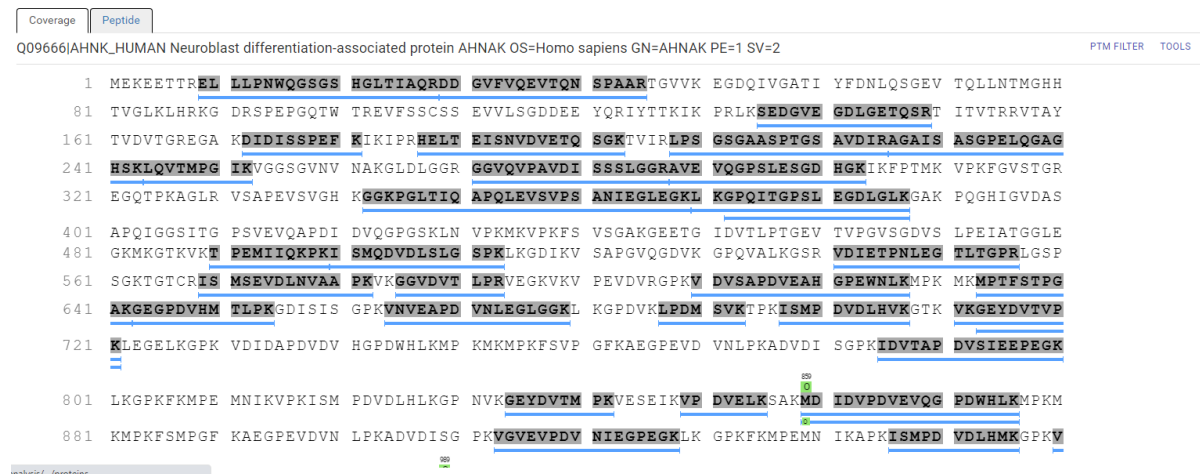 Coverage Peptide
Q09666|AHNK_HUMAN Neuroblast differentiation-associated protein AHNAK OS=Homo sapiens GN=AHNAK PE=1 SV=2 PTM FILTER TOOLS
1 MEKEETTREL LLPNWQGSGS HGLTIAQRDD GVFVQEVTQN SPAARTGVVK EGDQIVGATI YFDNLQSGEV TQLLNTMGHH
81 TVGLKLHRKG DRSPEPGQTW TREVFSSCSS EVVLSGDDEE YQRIYTTKIK PRLKSEDGVE GDLGETQSRT ITVTRRVTAY
161 TVDVTGREGA KDIDISSPEF KIKIPRHELT EISNVDVETQ SGKTVIRLPS GSGAASPTGS AVDIRAGAIS ASGPELQGAG
241 HSKLQVTMPG IKVGGSGVNV NAKGLDLGGR GGVQVPAVDI SSSLGGRAVE VQGPSLESGD HGKIKFPTMK VPKFGVSTGR
321 EGQTPKAGLR VSAPEVSVGH KGGKPGLTIQ APQLEVSVPS ANIEGLEGKL KGPQITGPSL EGDLGLKGAK PQGHIGVDAS
401 APQIGGSITG PSVEVQAPDI DVQGPGSKLN VPKMKVPKFS VSGAKGEETG IDVTLPTGEV TVPGVSGDVS LPEIATGGLE
481 GKMKGTKVKT PEMIIQKPKI SMQDVDLSLG SPKLKGDIKV SAPGVQGDVK GPQVALKGSR VDIETPNLEG TLTGPRLGSP
561 SGKTGTCRIS MSEVDLNVAA PKVKGGVDVT LPRVEGKVKV PEVDVRGPKV DVSAPDVEAH GPEWNLKMPK MKMPTFSTPG
641 AKGEGPDVHM TLPKGDISIS GPKVNVEAPD VNLEGLGGKL KGPDVKLPDM SVKTPKISMP DVDLHVKGTK VKGEYDVTVP
721 KLEGELKGPK VDIDAPDVDV HGPDWHLKMP KMKMPKFSVP GFKAEGPEVD VNLPKADVDI SGPKIDVTAP DVSIEEPEGK
859
O
801 LKGPKFKMPE MNIKVPKISM PDVDLHLKGP NVKGEYDVTM PKVESEIKVP DVELKSAKMD IDVPDVEVQG PDWHLKMPKM
881 KMPKFSMPGF KAEGPEVDVN LPKADVDISG PKVGVEVPDV NIEGPEGKLK GPKFKMPEMN IKAPKISMPD VDLHMKGPKV
989